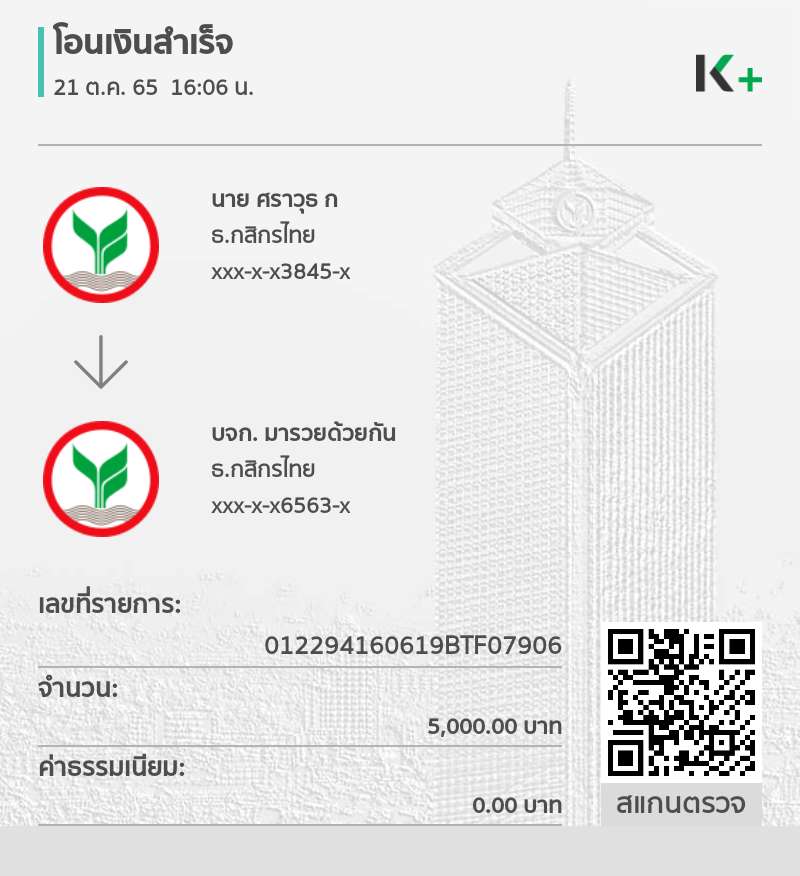 โอนเงินสำเร็จ
21 ต.ค. 65  16:06 น.
K+
นาย ศราวุธ ก
ธ.กสิกรไทย
xxx-x-x3845-x
บจก. มารวยด้วยกัน
ธ.กสิกรไทย
xxx-x-x6563-x
เลขที่รายการ:
012294160619BTF07906
จำนวน:
5,000.00 บาท
ค่าธรรมเนียม:
0.00 บาท
สแกนตรวจ